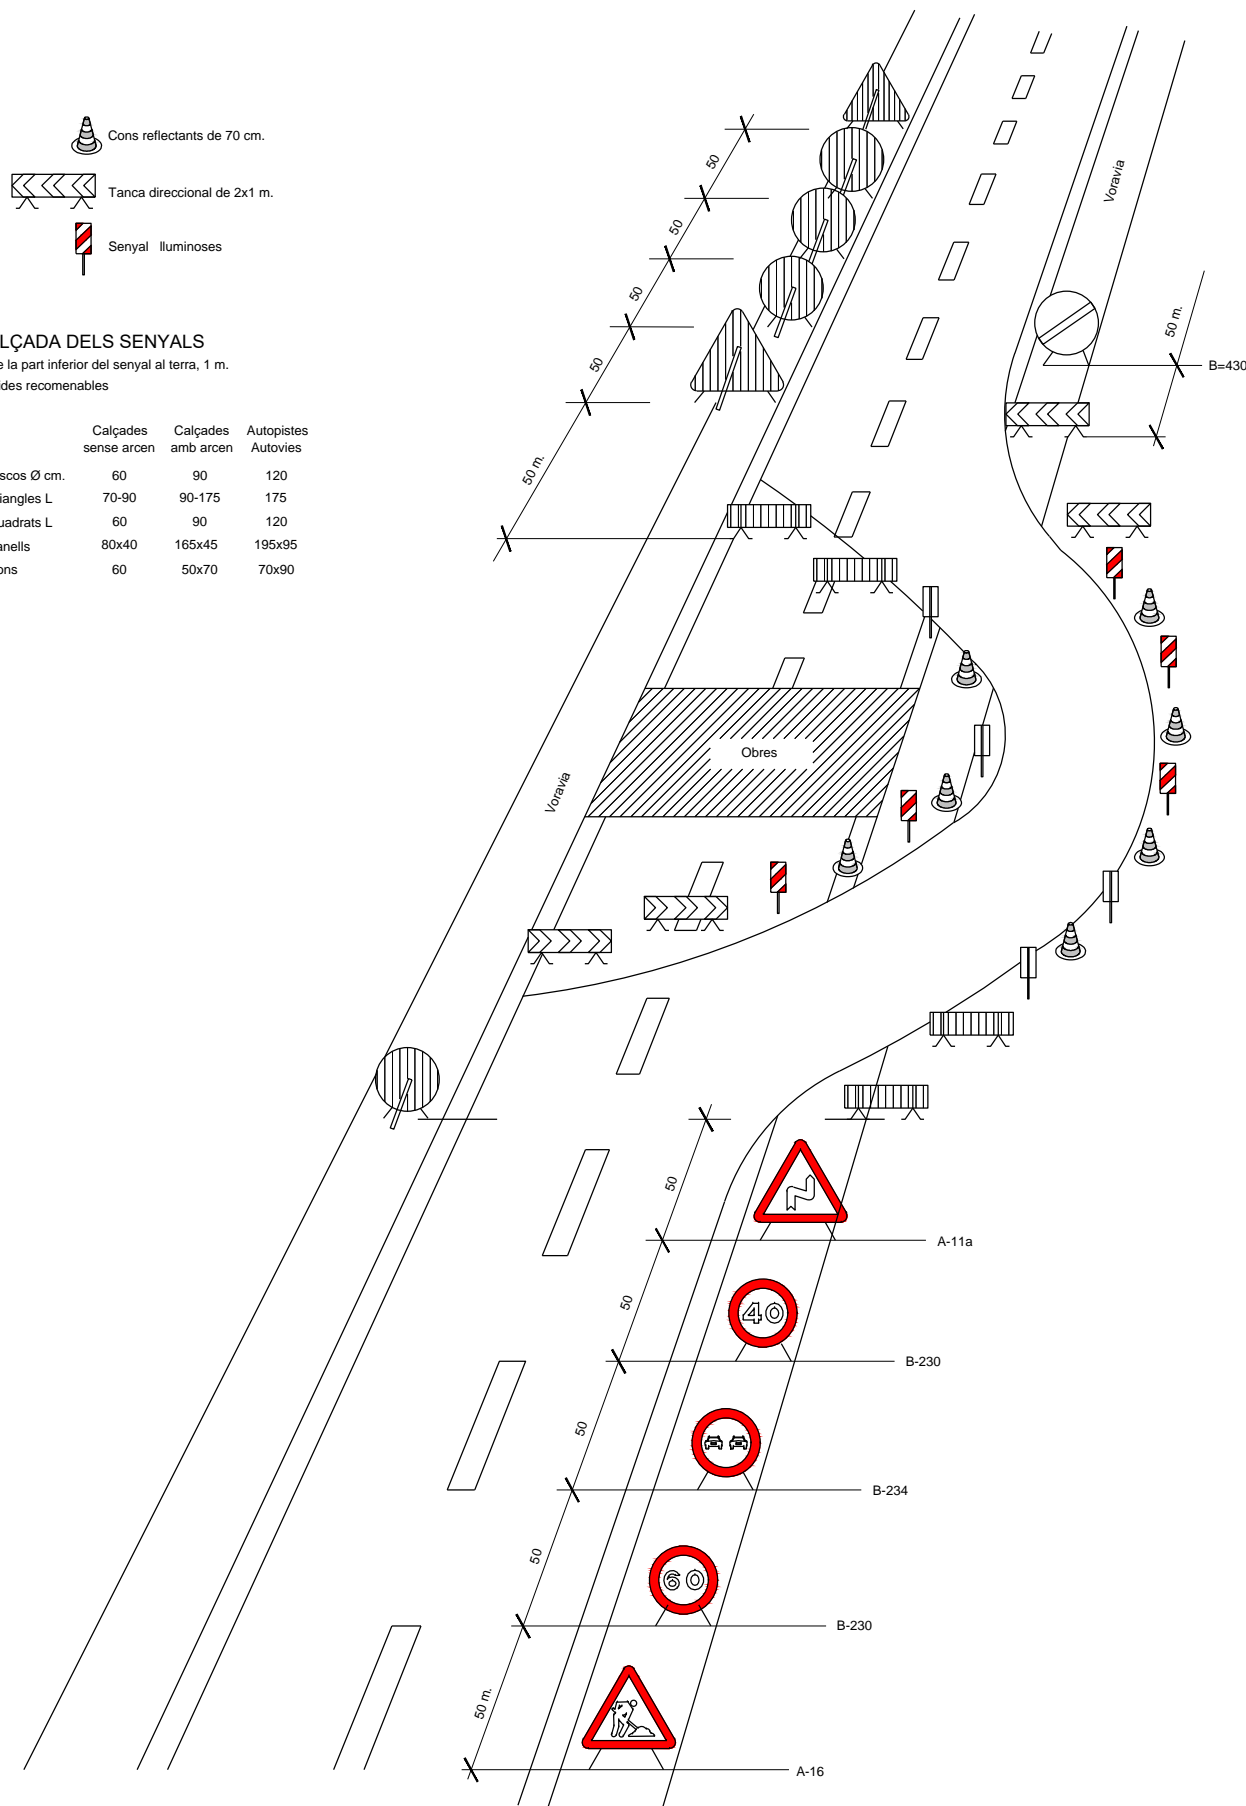 Cons reflectants de 70 cm.
Tanca direccional de 2x1 m.
Senyal lluminoses
LÇADA DELS SENYALS
e la part inferior del senyal al terra, 1 m.
ides recomenables
Calçades sense arcen
Calçades amb arcen
Autopistes Autovies
scos Ø cm. 60 90 120
iangles L 70-90 90-175 175
uadrats L 60 90 120
anells 80x40 165x45 195x95
ons 60 50x70 70x90
50
50
50
50
50 m.
Voravia
50 m.
B=430
Obres
Voravia
50
A-11a
40
50
B-230
50
B-234
50
60
B-230
50 m.
A-16